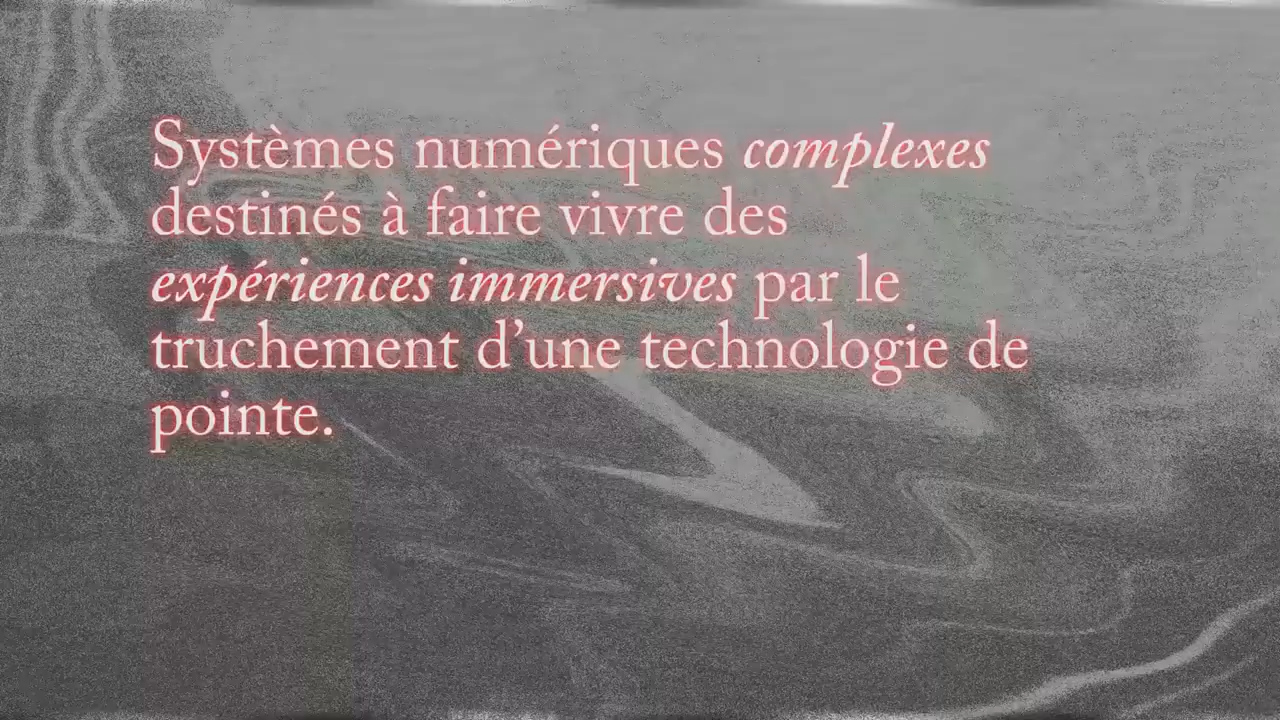 Systèmes numériques complexes
destinés à faire vivre des
expériences immersives par le
truchement d’une technologie de
pointe.